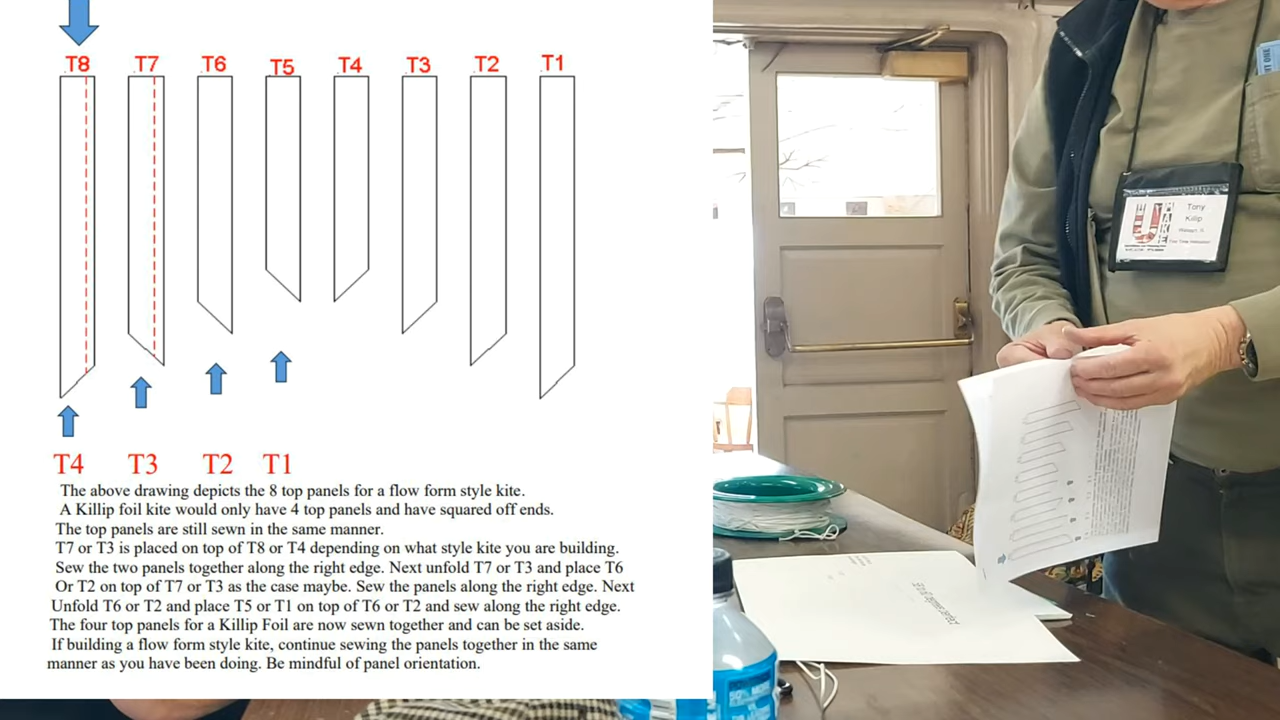 T8 T7 T6 T5 T4 T3 T2 T1
T4 T3 T2 T1
The above drawing depicts the 8 top panels for a flow form style kite.
A Killip foil kite would only have 4 top panels and have squared off ends.
The top panels are still sewn in the same manner.
T7 or T3 is placed on top of T8 or T4 depending on what style kite you are building.
Sew the two panels together along the right edge. Next unfold T7 or T3 and place T6
Or T2 on top of T7 or T3 as the case maybe. Sew the panels along the right edge. Next
Unfold T6 or T2 and place T5 or T1 on top of T6 or T2 and sew along the right edge.
The four top panels for a Killip Foil are now sewn together and can be set aside.
If building a flow form style kite, continue sewing the panels together in the same
manner as you have been doing. Be mindful of panel orientation.
Tony
Killip